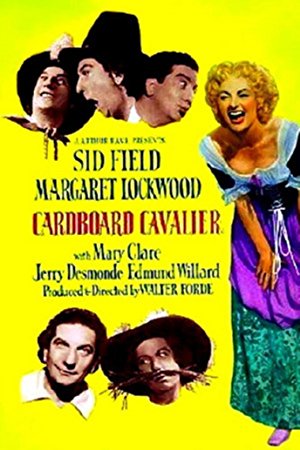 J. ARTHUR RANK PRESENTS
SID FIELD
MARGARET LOCKWOOD
CARDBOARD CAVALIER
with Mary Clare
Jerry Desmonde Edmund Willard
Produced & Directed by WALTER FORDE